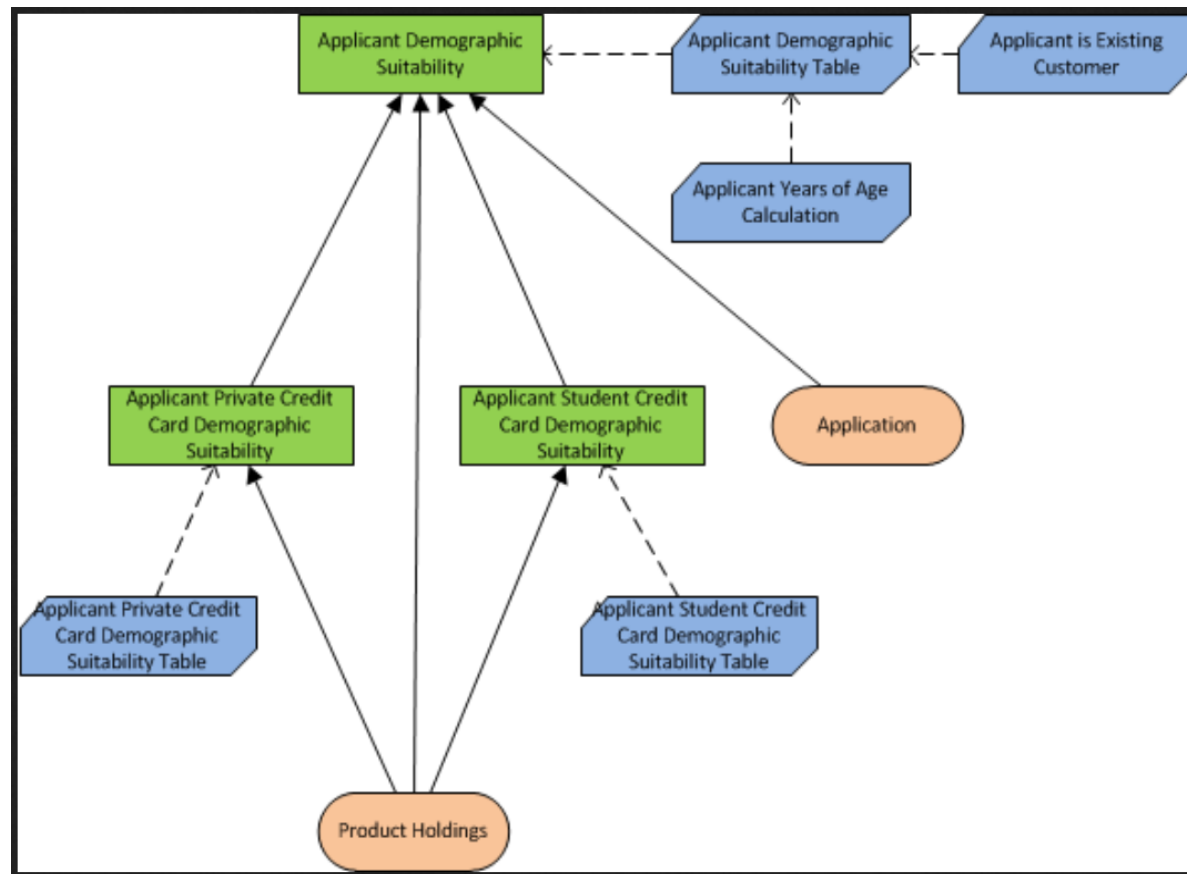 Applicant Demographic
Suitability
Applicant Demographic
Suitability Table
Applicant is Existing
Customer
Applicant Years of Age
Calculation
Applicant Private Credit
Card Demographic
Suitability
Applicant Student Credit
Card Demographic
Suitability
Application
Applicant Private Credit
Card Demographic
Suitability Table
Applicant Student Credit
Card Demographic
Suitability Table
Product Holdings